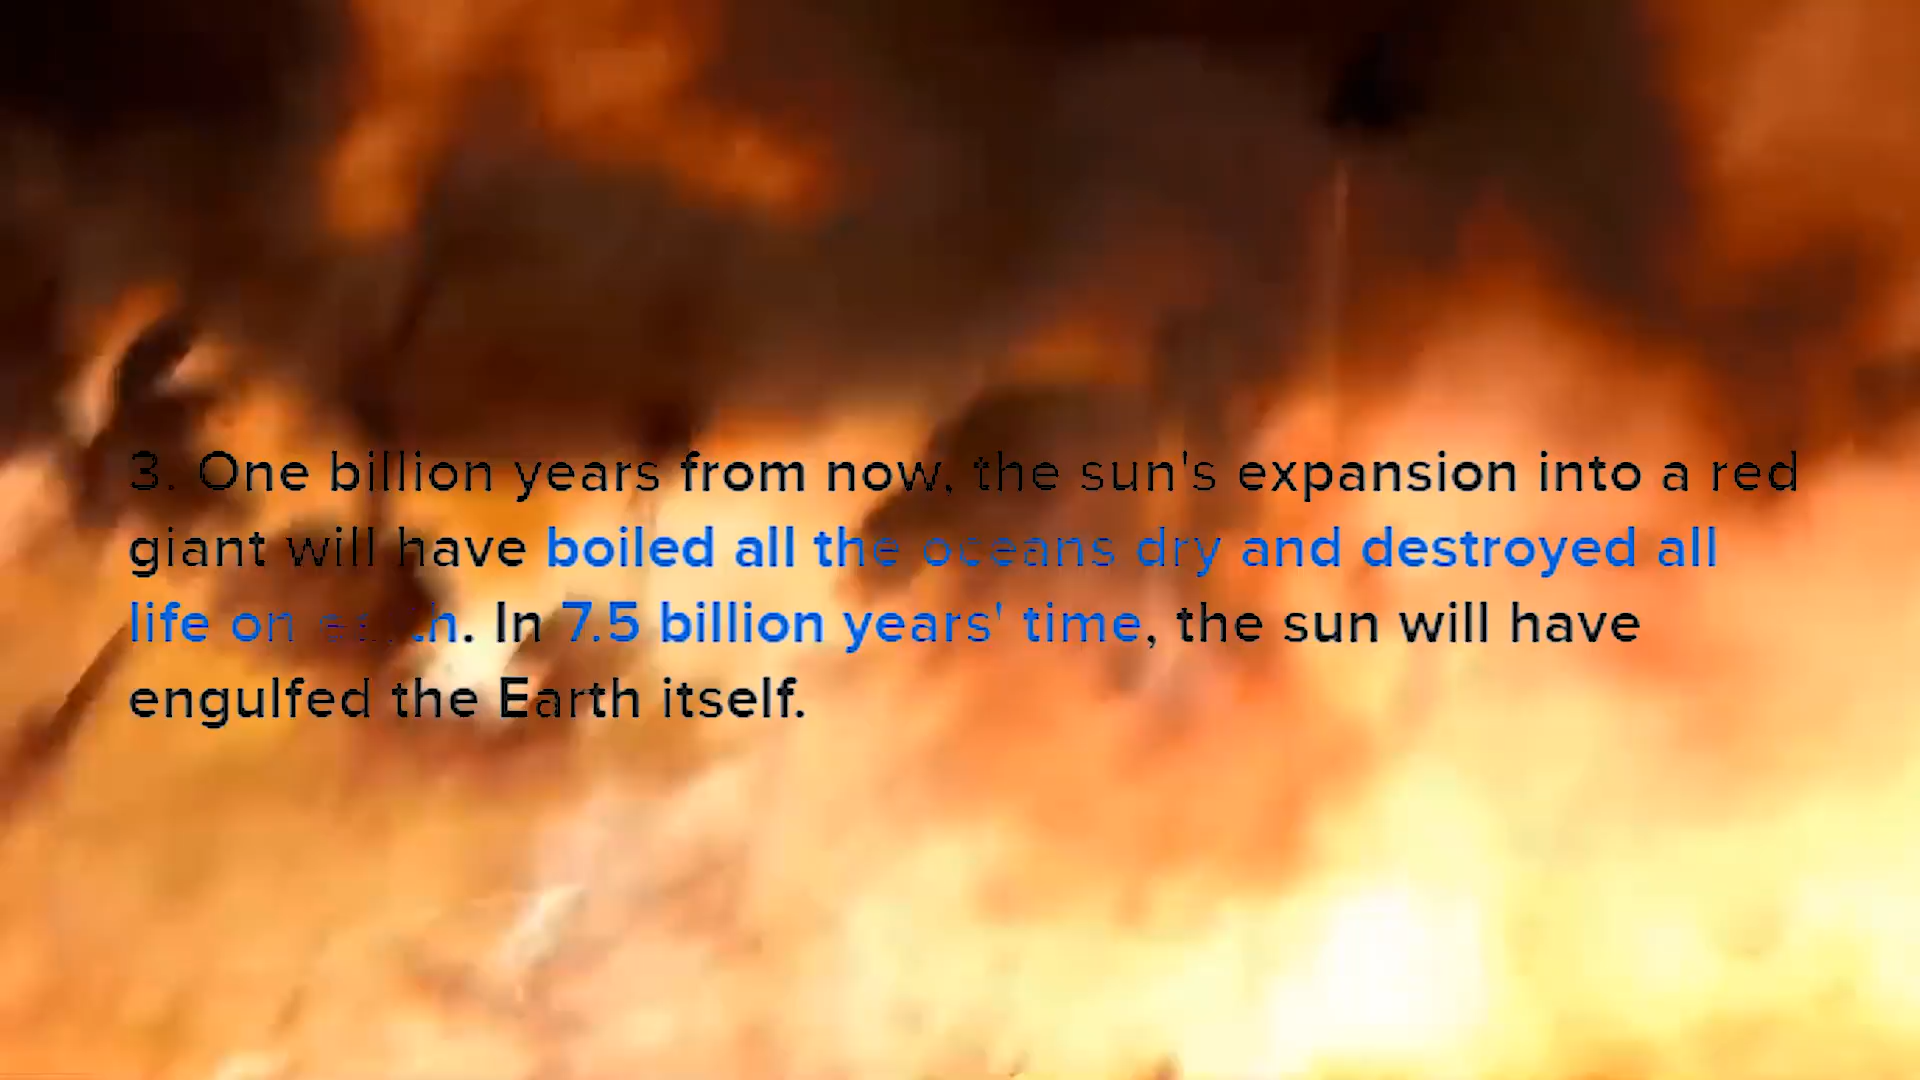 3. One billion years from now, the sun's expansion into a red
giant will have boiled all the oceans dry and destroyed all
life on earth. In 7.5 billion years' time, the sun will have
engulfed the Earth itself.